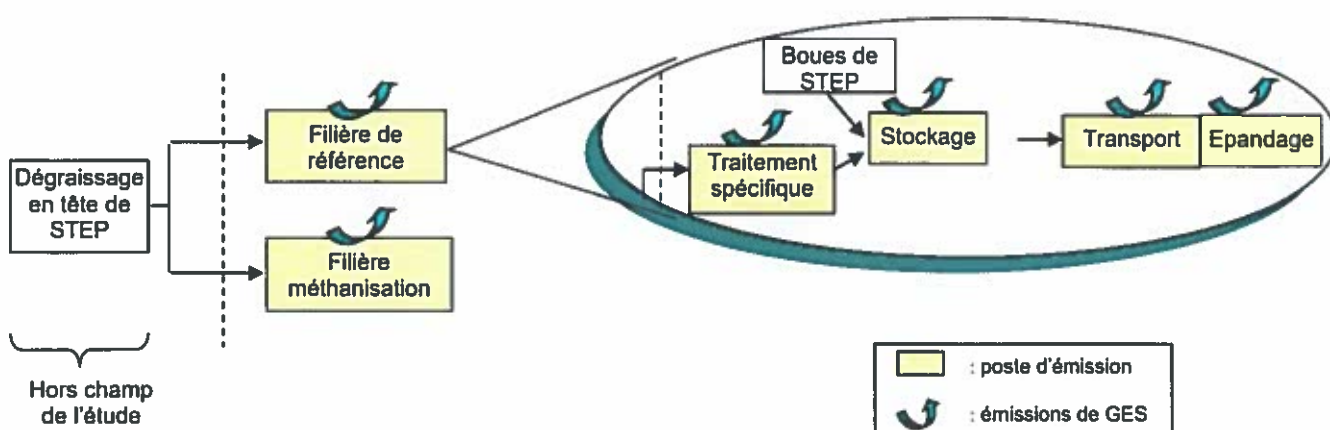 Dégraissage
en tête de
STEP
Hors champ
de l'étude
Filière de
référence
Filière
méthanisation
Boues de
STEP
Traitement
spécifique
Stockage
Transport
Epandage
: poste d'émission
: émissions de GES